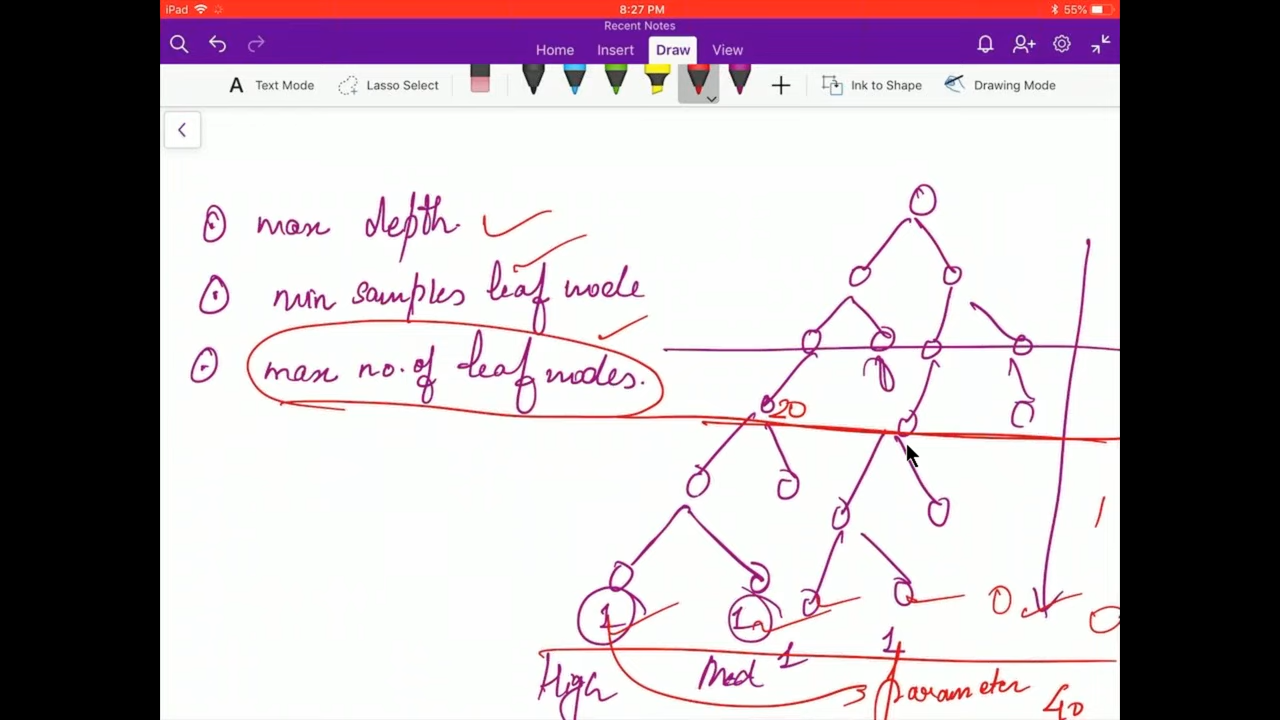 iPad 8:27 PM 55%
Recent Notes
Home Insert Draw View
A Text Mode Lasso Select + Ink to Shape Drawing Mode
max depth.
min samples leaf node
max no. of leaf nodes.
20
1
0
0
1 1
1 1
High Med parameter 40